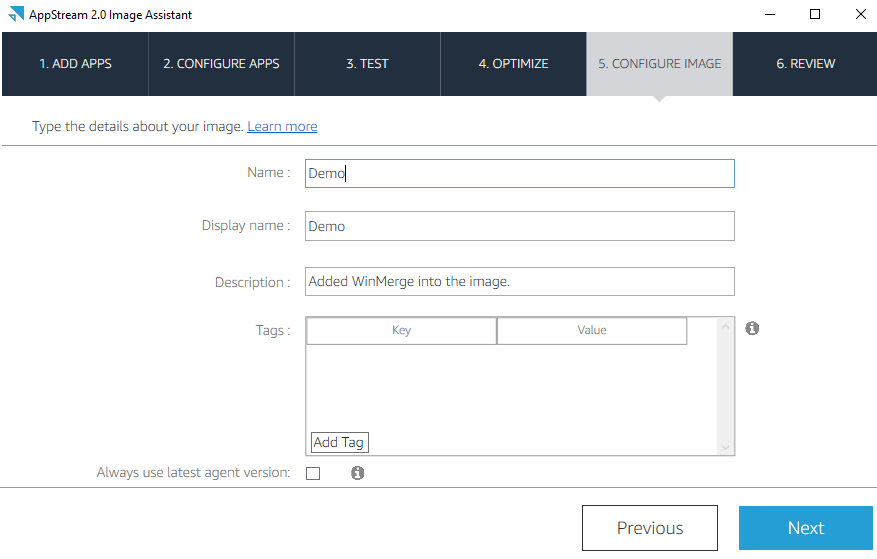 AppStream 2.0 Image Assistant
1. ADD APPS
2. CONFIGURE APPS
3. TEST
4. OPTIMIZE
5. CONFIGURE IMAGE
6. REVIEW
Type the details about your image. Learn more
Name : Demo
Display name : Demo
Description : Added WinMerge into the image.
Tags : Key Value
Add Tag
Always use latest agent version:
Previous Next